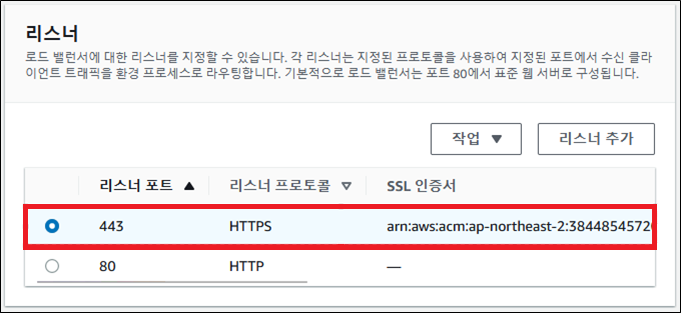 리스너
로드 밸런서에 대한 리스너를 지정할 수 있습니다. 각 리스너는 지정된 프로토콜을 사용하여 지정된 포트에서 수신 클라
이언트 트래픽을 환경 프로세스로 라우팅합니다. 기본적으로 로드 밸런서는 포트 80에서 표준 웹 서버로 구성됩니다.
작업 ▼ 리스너 추가
리스너 포트 ▲ 리스너 프로토콜 ▽ SSL 인증서
443 HTTPS arn:aws:acm:ap-northeast-2:3844854572
80 HTTP —